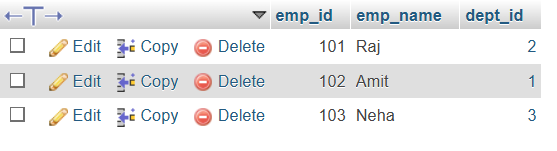 emp_id emp_name dept_id
Edit Copy Delete 101 Raj 2
Edit Copy Delete 102 Amit 1
Edit Copy Delete 103 Neha 3